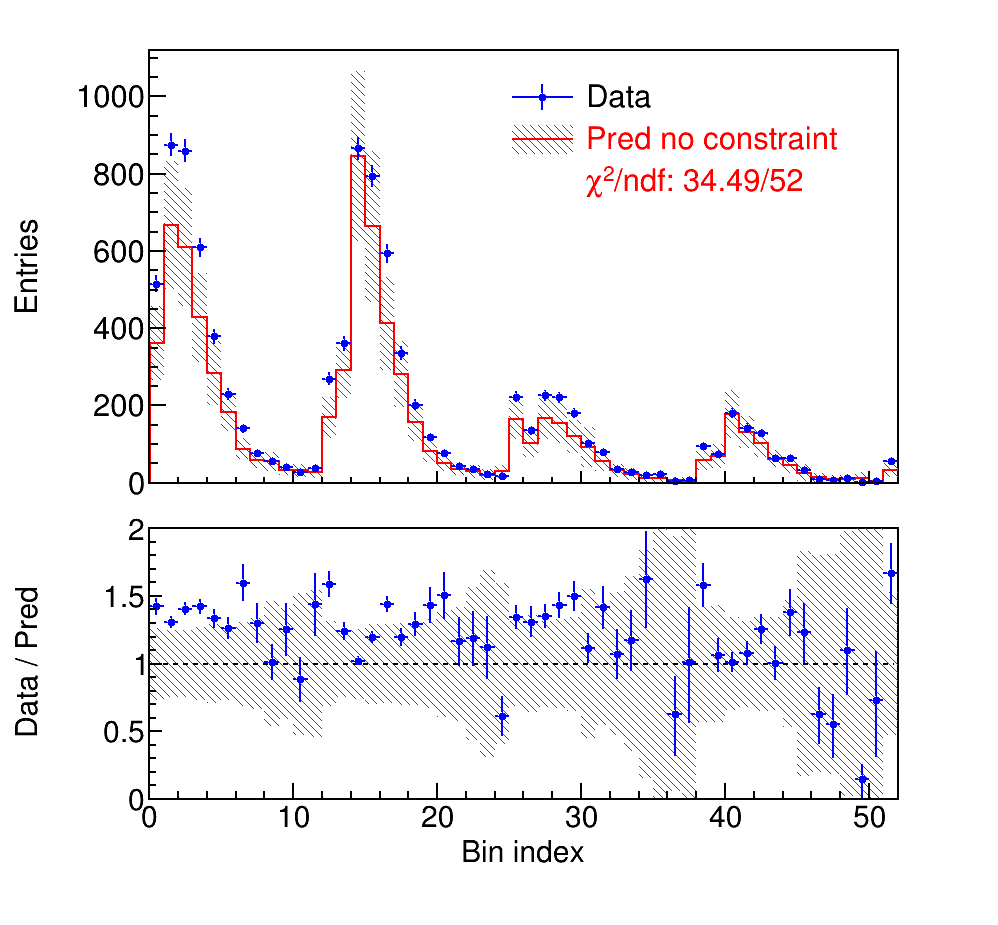 Data
Pred no constraint
χ²/ndf: 34.49/52
Entries
1000
800
600
400
200
0
Data / Pred
2
1.5
1
0.5
0
0 10 20 30 40 50
Bin index